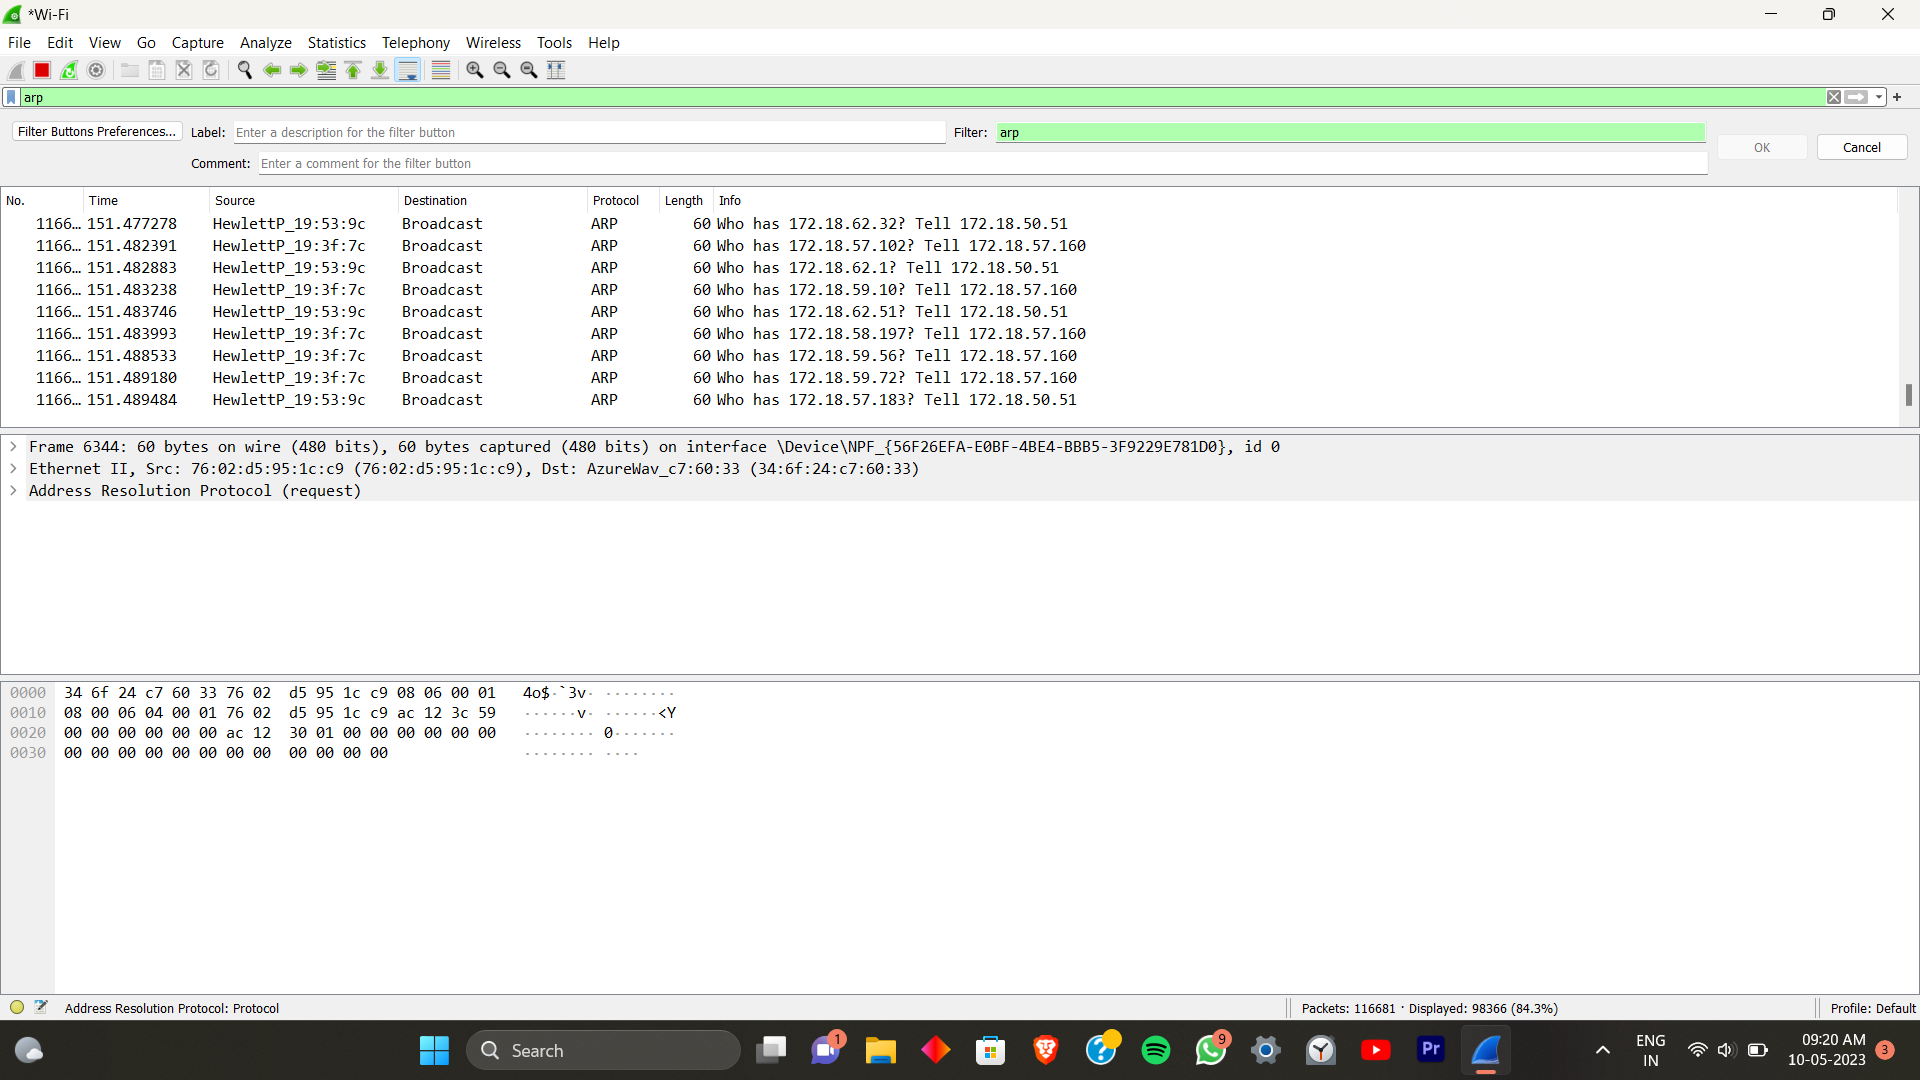 *Wi-Fi
File Edit View Go Capture Analyze Statistics Telephony Wireless Tools Help
arp
Filter Buttons Preferences... Label: Enter a description for the filter button Filter: arp OK Cancel
Comment: Enter a comment for the filter button
No. Time Source Destination Protocol Length Info
1166… 151.477278 HewlettP_19:53:9c Broadcast ARP 60 Who has 172.18.62.32? Tell 172.18.50.51
1166… 151.482391 HewlettP_19:3f:7c Broadcast ARP 60 Who has 172.18.57.102? Tell 172.18.57.160
1166… 151.482883 HewlettP_19:53:9c Broadcast ARP 60 Who has 172.18.62.1? Tell 172.18.50.51
1166… 151.483238 HewlettP_19:3f:7c Broadcast ARP 60 Who has 172.18.59.10? Tell 172.18.57.160
1166… 151.483746 HewlettP_19:53:9c Broadcast ARP 60 Who has 172.18.62.51? Tell 172.18.50.51
1166… 151.483993 HewlettP_19:3f:7c Broadcast ARP 60 Who has 172.18.58.197? Tell 172.18.57.160
1166… 151.488533 HewlettP_19:3f:7c Broadcast ARP 60 Who has 172.18.59.56? Tell 172.18.57.160
1166… 151.489180 HewlettP_19:3f:7c Broadcast ARP 60 Who has 172.18.59.72? Tell 172.18.57.160
1166… 151.489484 HewlettP_19:53:9c Broadcast ARP 60 Who has 172.18.57.183? Tell 172.18.50.51
Frame 6344: 60 bytes on wire (480 bits), 60 bytes captured (480 bits) on interface \Device\NPF_{56F26EFA-E0BF-4BE4-BBB5-3F9229E781D0}, id 0
Ethernet II, Src: 76:02:d5:95:1c:c9 (76:02:d5:95:1c:c9), Dst: AzureWav_c7:60:33 (34:6f:24:c7:60:33)
Address Resolution Protocol (request)
0000 34 6f 24 c7 60 33 76 02 d5 95 1c c9 08 06 00 01 4o$·`3v· ········
0010 08 00 06 04 00 01 76 02 d5 95 1c c9 ac 12 3c 59 ······v· ······<Y
0020 00 00 00 00 00 00 ac 12 30 01 00 00 00 00 00 00 ········ 0·······
0030 00 00 00 00 00 00 00 00 00 00 00 00 ········ ····
Address Resolution Protocol: Protocol Packets: 116681 · Displayed: 98366 (84.3%) Profile: Default
Search 1 9 Pr ENG 09:20 AM
IN 10-05-2023 3